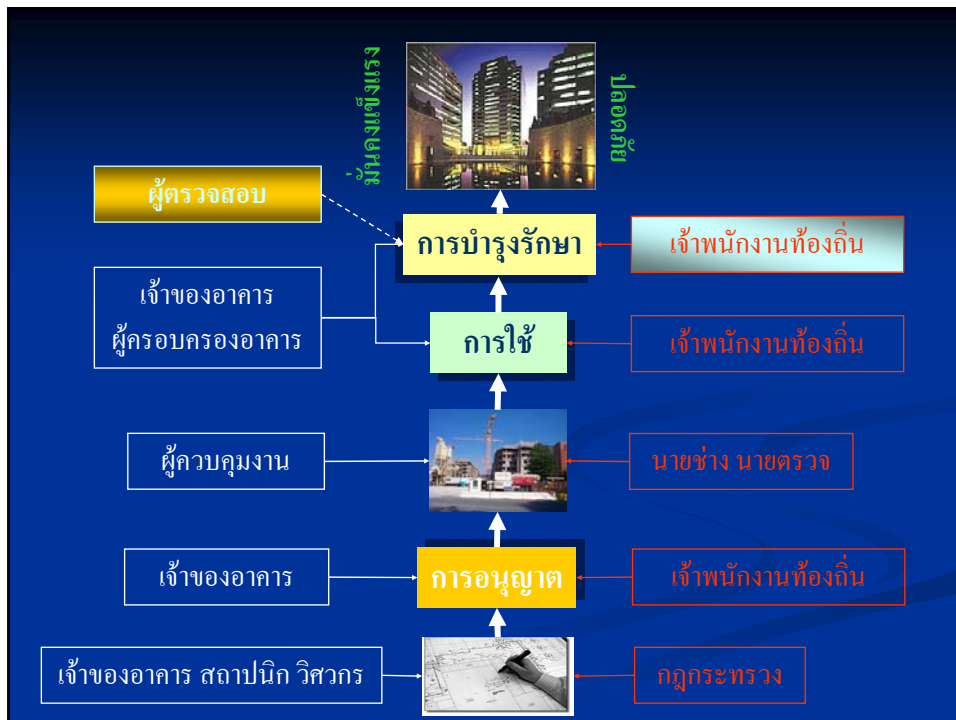 มั่นคงแข็งแรง
ปลอดภัย
ผู้ตรวจสอบ
การบำรุงรักษา
เจ้าพนักงานท้องถิ่น
เจ้าของอาคาร
ผู้ครอบครองอาคาร
การใช้
เจ้าพนักงานท้องถิ่น
ผู้ควบคุมงาน
นายช่าง นายตรวจ
เจ้าของอาคาร
การอนุญาต
เจ้าพนักงานท้องถิ่น
เจ้าของอาคาร สถาปนิก วิศวกร
กฎกระทรวง